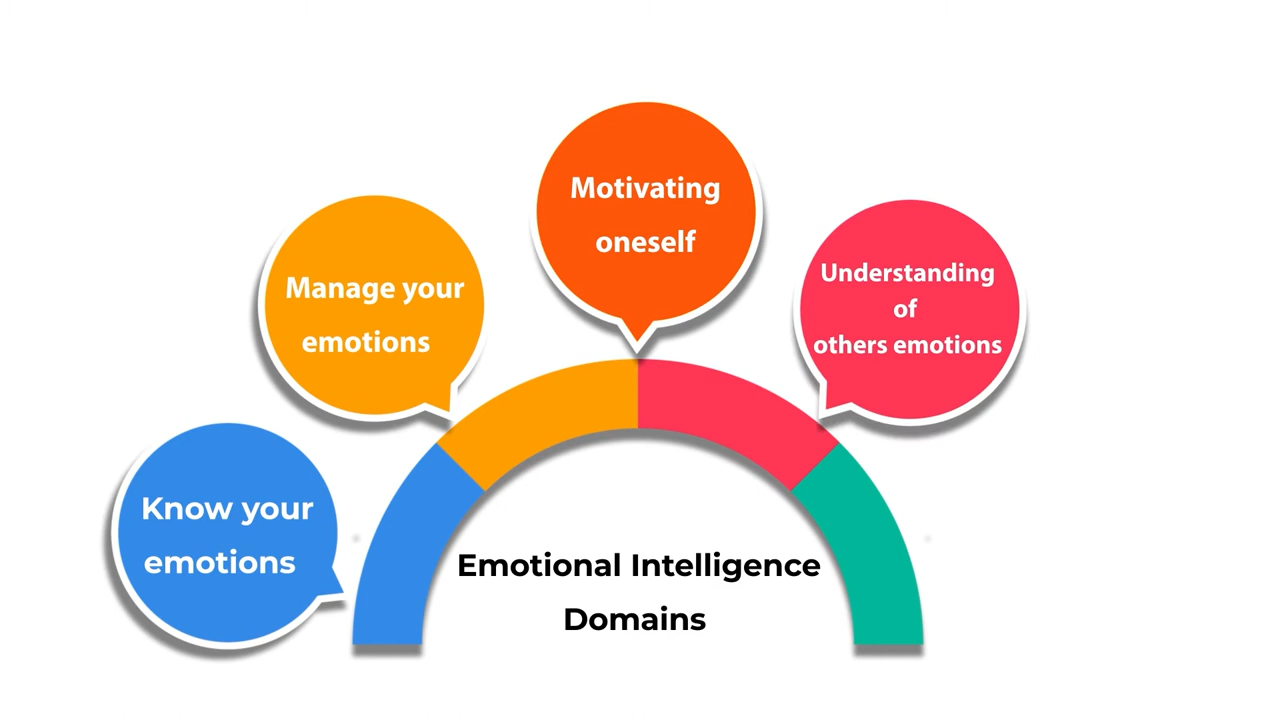 Motivating
oneself
Manage your
emotions
Understanding
of
others emotions
Know your
emotions
Emotional Intelligence
Domains